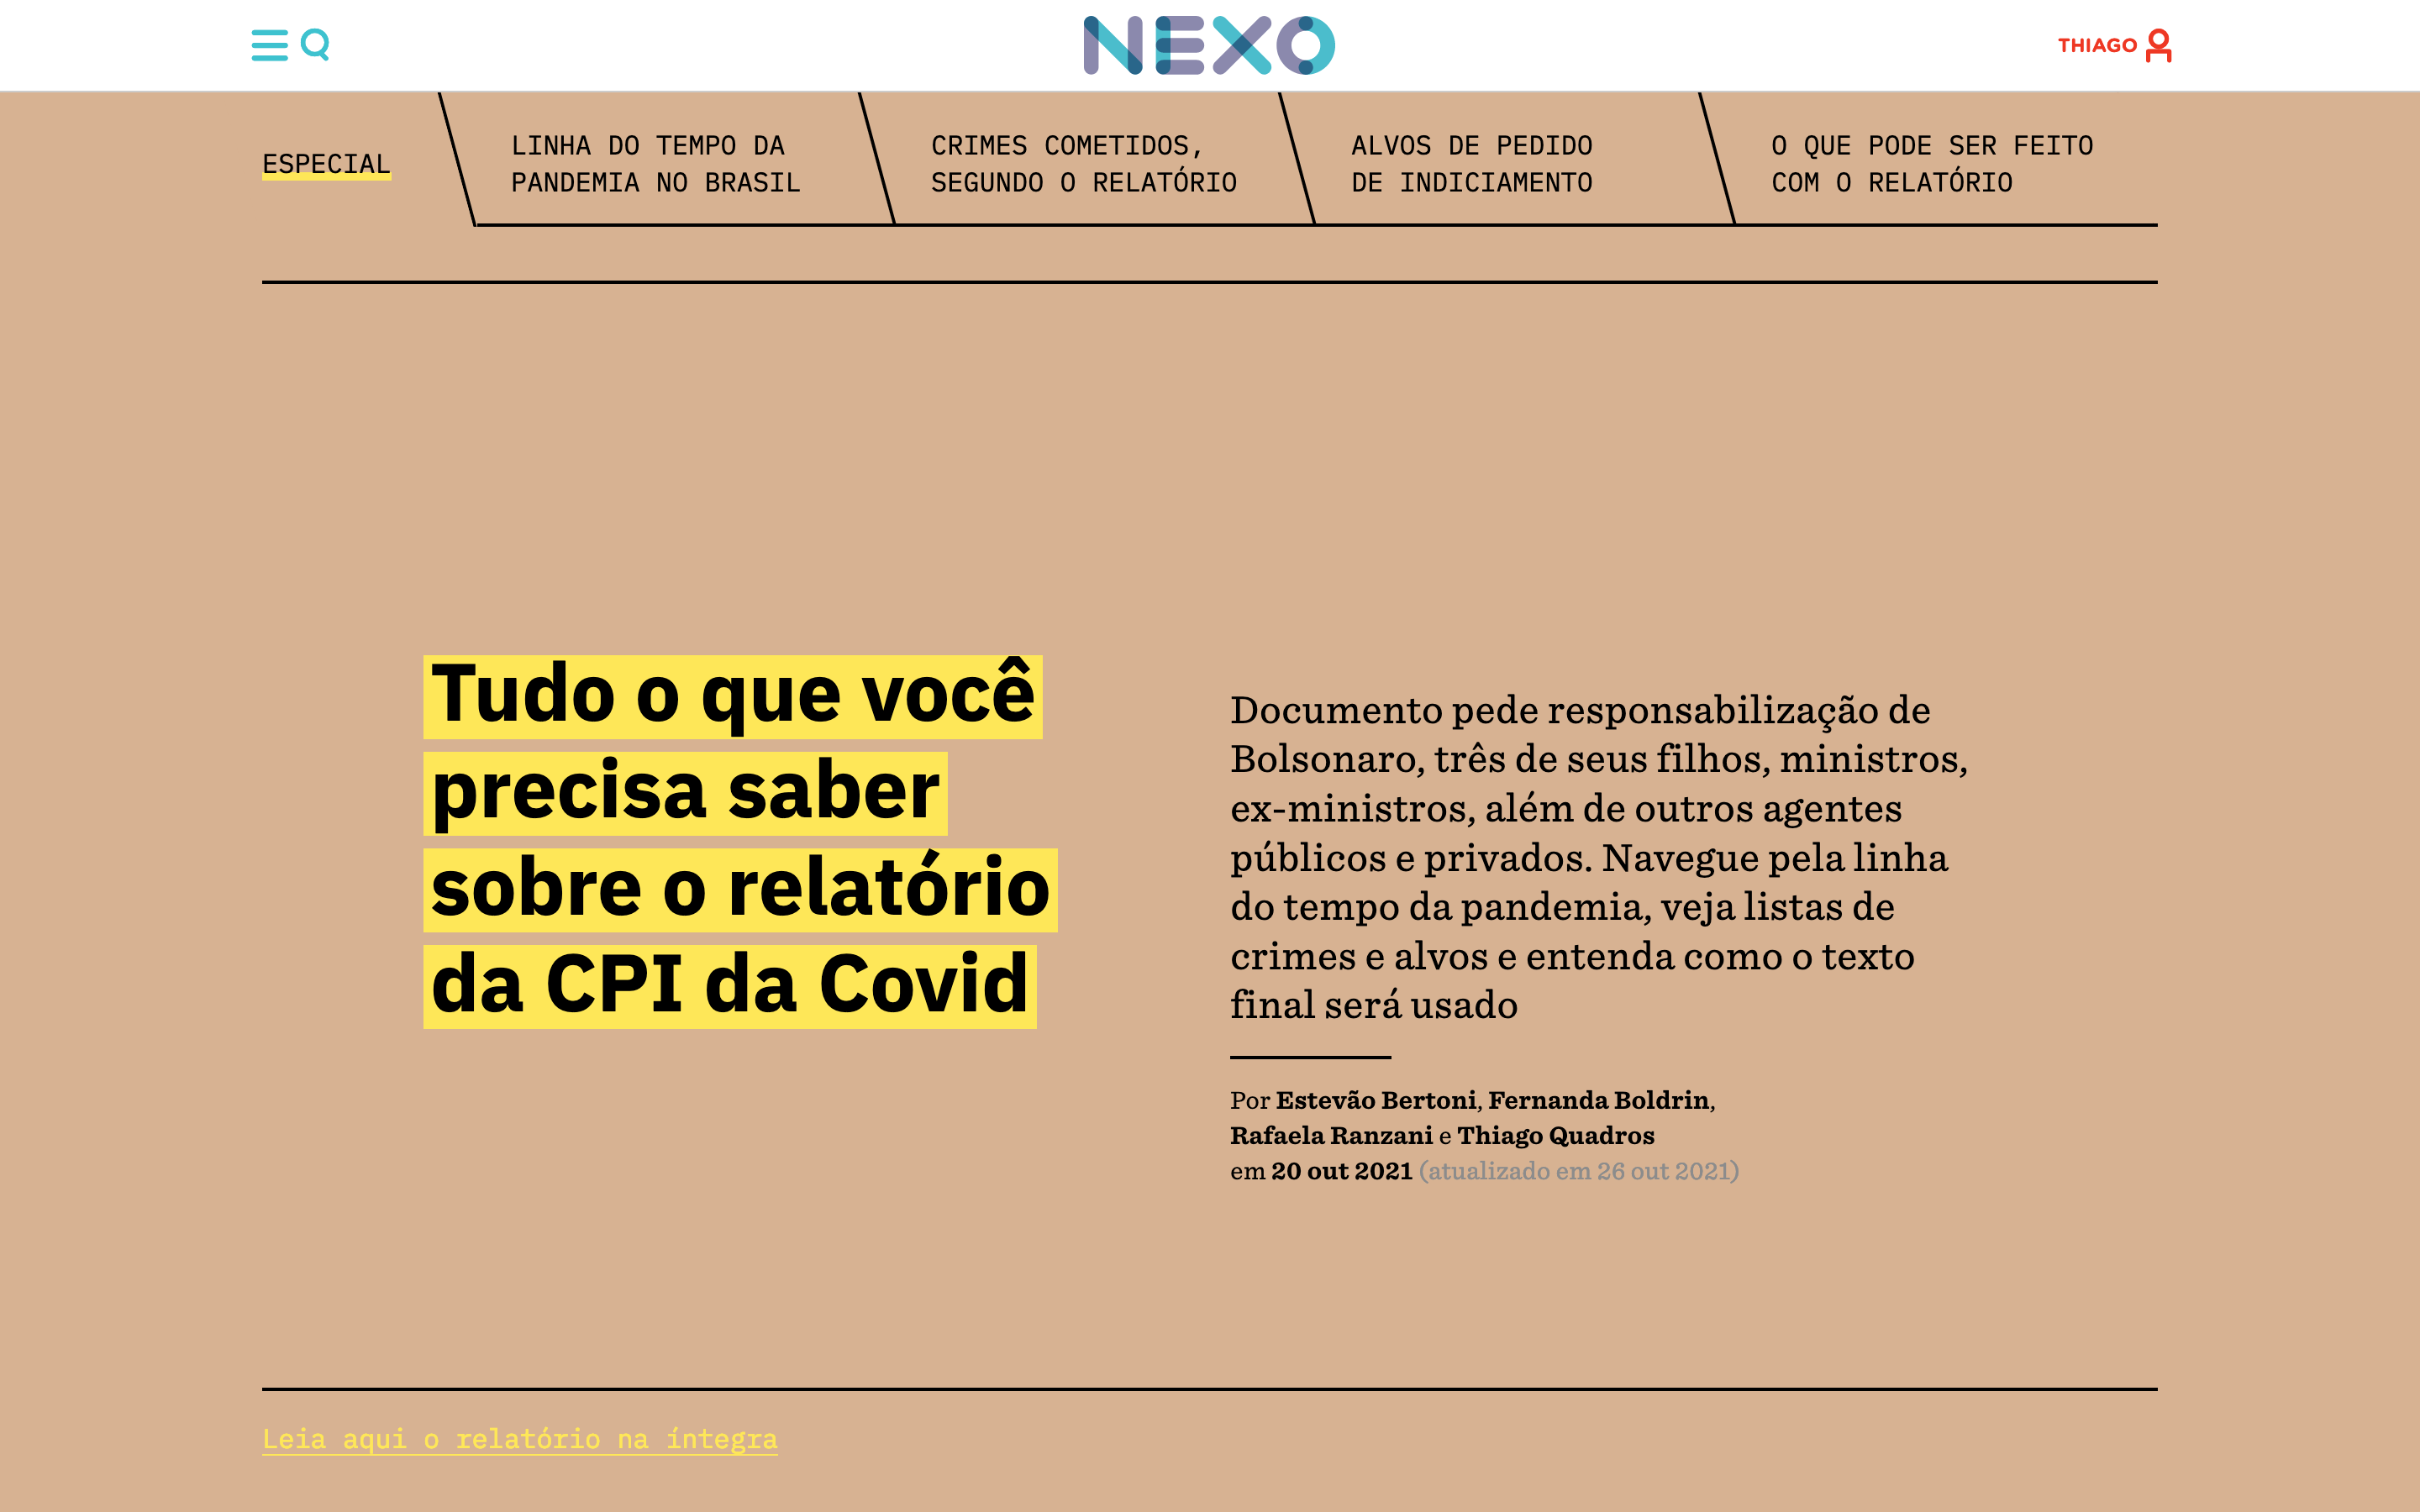 NEXO
THIAGO
ESPECIAL
LINHA DO TEMPO DA
PANDEMIA NO BRASIL
CRIMES COMETIDOS,
SEGUNDO O RELATÓRIO
ALVOS DE PEDIDO
DE INDICIAMENTO
O QUE PODE SER FEITO
COM O RELATÓRIO
Tudo o que você
precisa saber
sobre o relatório
da CPI da Covid
Documento pede responsabilização de
Bolsonaro, três de seus filhos, ministros,
ex-ministros, além de outros agentes
públicos e privados. Navegue pela linha
do tempo da pandemia, veja listas de
crimes e alvos e entenda como o texto
final será usado
Por Estevão Bertoni, Fernanda Boldrin,
Rafaela Ranzani e Thiago Quadros
em 20 out 2021 (atualizado em 26 out 2021)
Leia aqui o relatório na íntegra